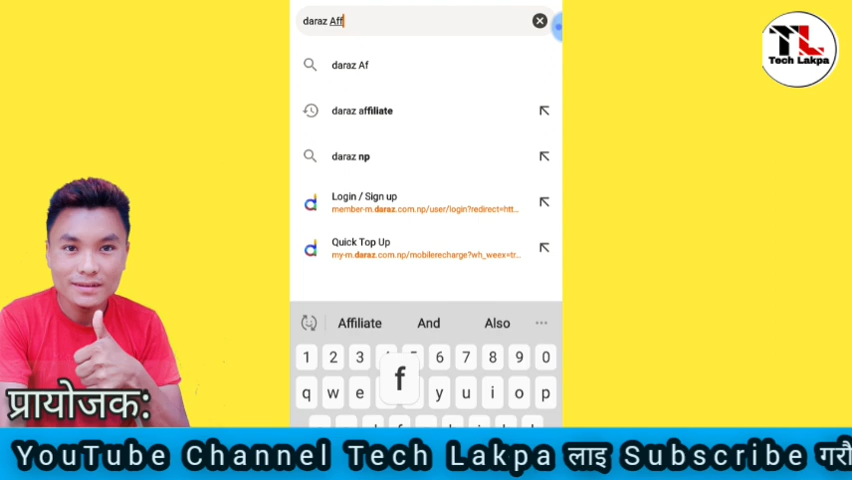 daraz Aff
TL
Tech Lakpa
daraz Af
daraz affiliate
daraz np
Login / Sign up
member-m.daraz.com.np/user/login?redirect=htt...
Quick Top Up
my-m.daraz.com.np/mobilerecharge?wh_weex=tr...
Affiliate And Also
1 2 3 6 7 8 9 0
q w e f y u i o p
प्रायोजक:
YouTube Channel Tech Lakpa लाइ Subscribe गरौ